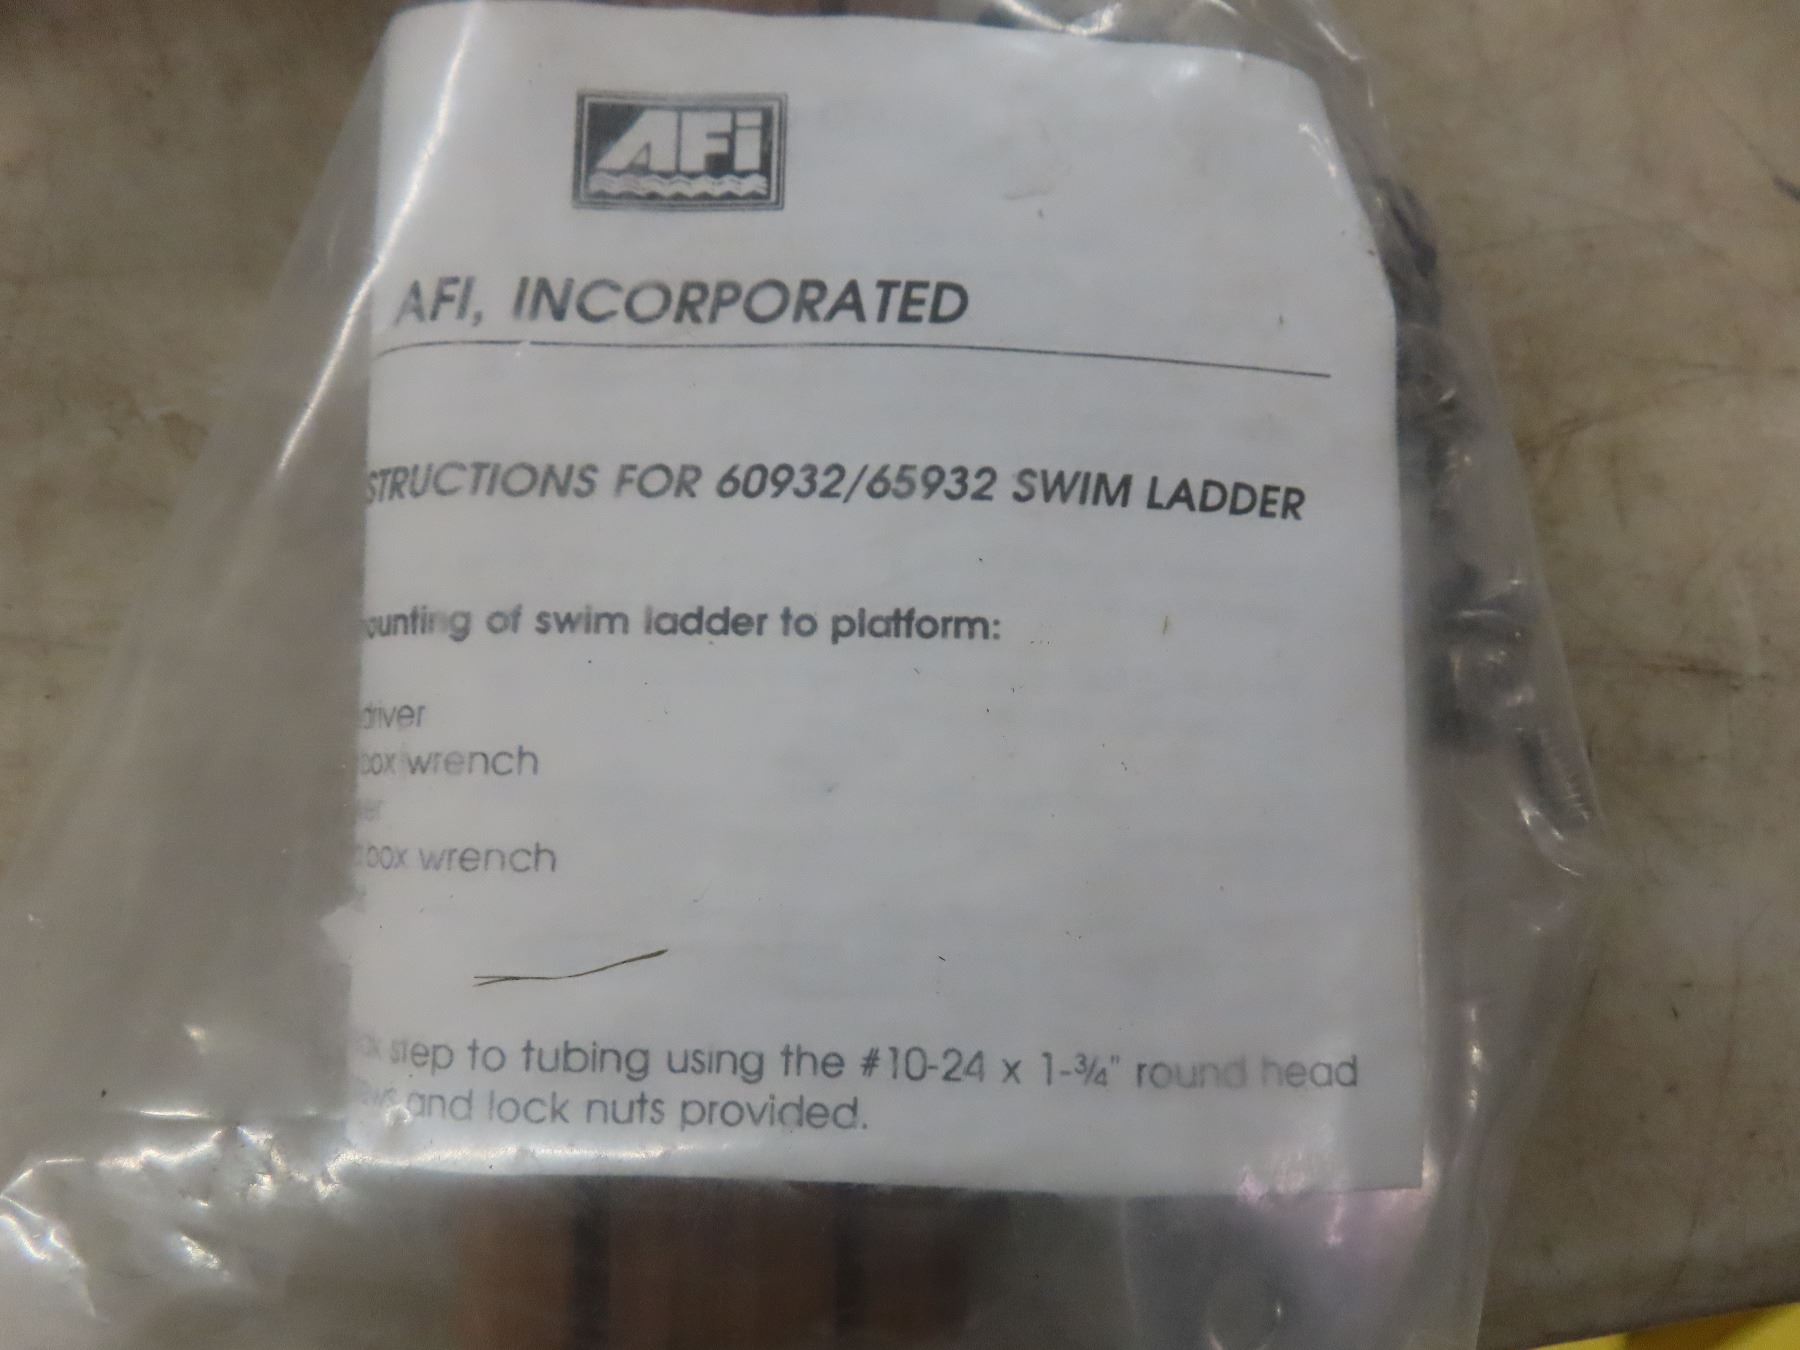 AFi
AFI, INCORPORATED
STRUCTIONS FOR 60932/65932 SWIM LADDER
ounting of swim ladder to platform:
driver
box wrench
box wrench
step to tubing using the #10-24 x 1-¾" round head
and lock nuts provided.